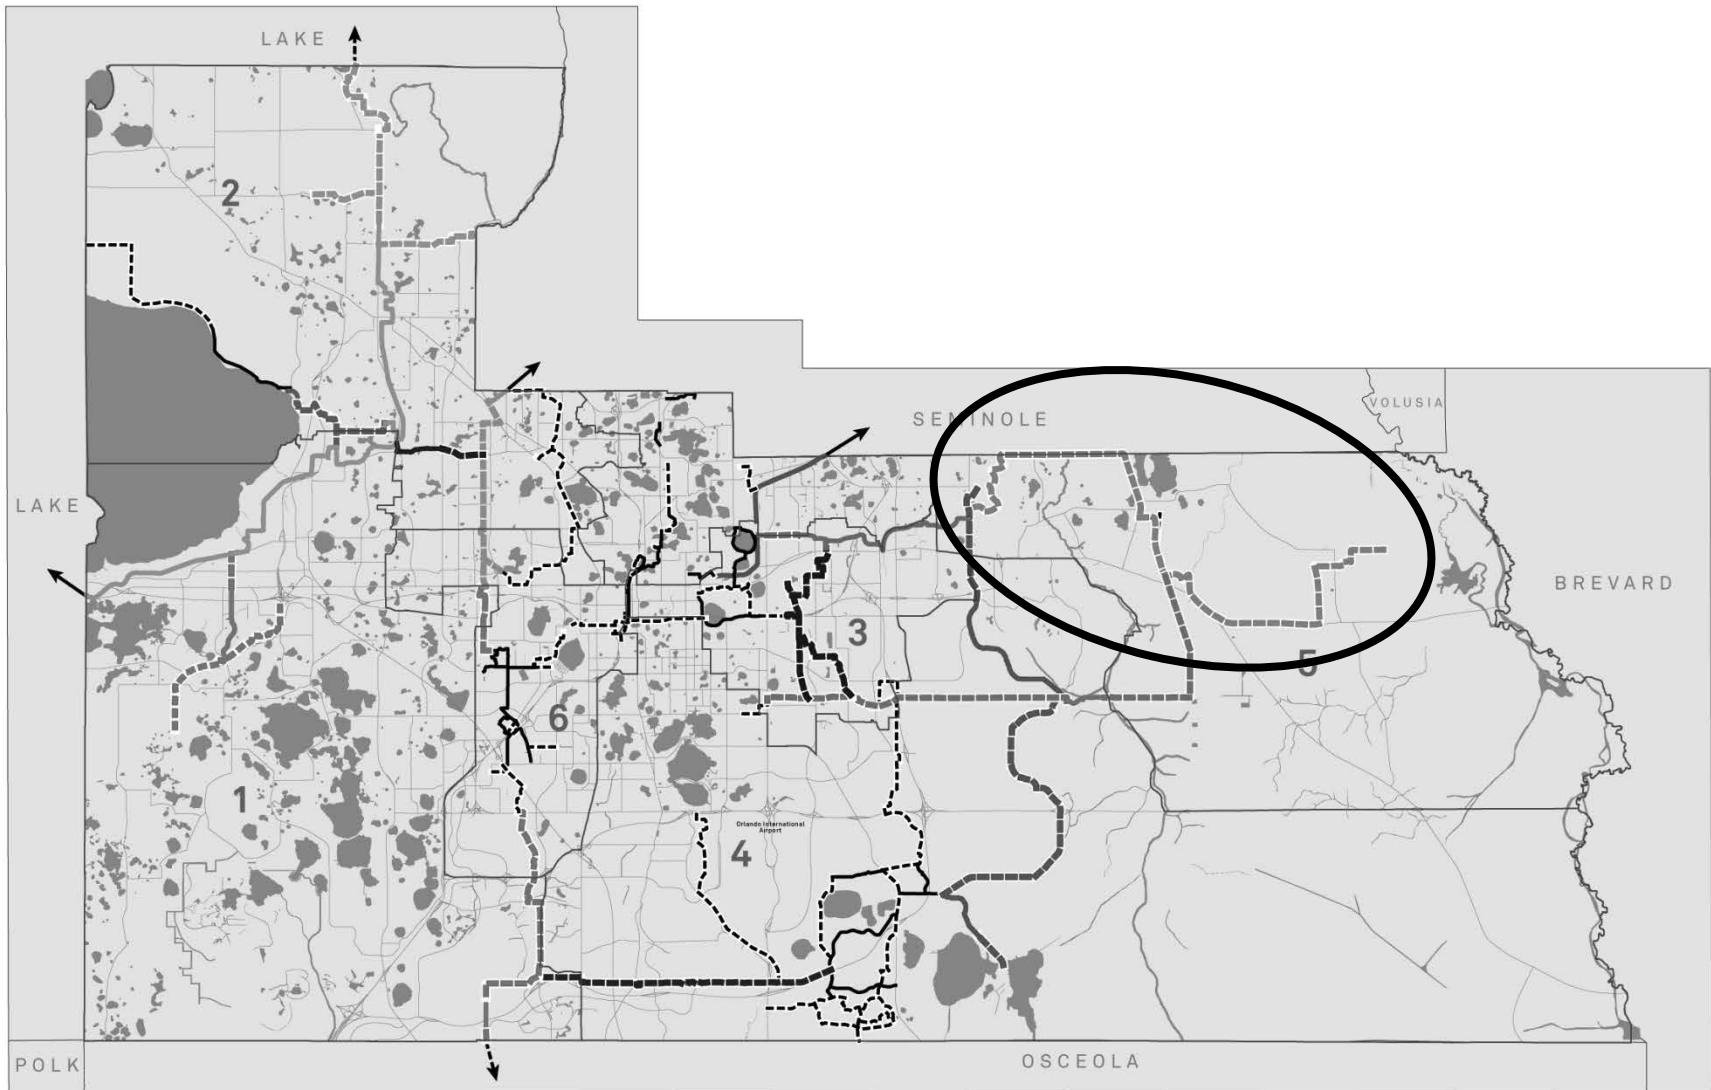 LAKE
2
SEMINOLE
VOLUSIA
LAKE
BREVARD
3
5
6
1
Orlando International
Airport
4
POLK
OSCEOLA